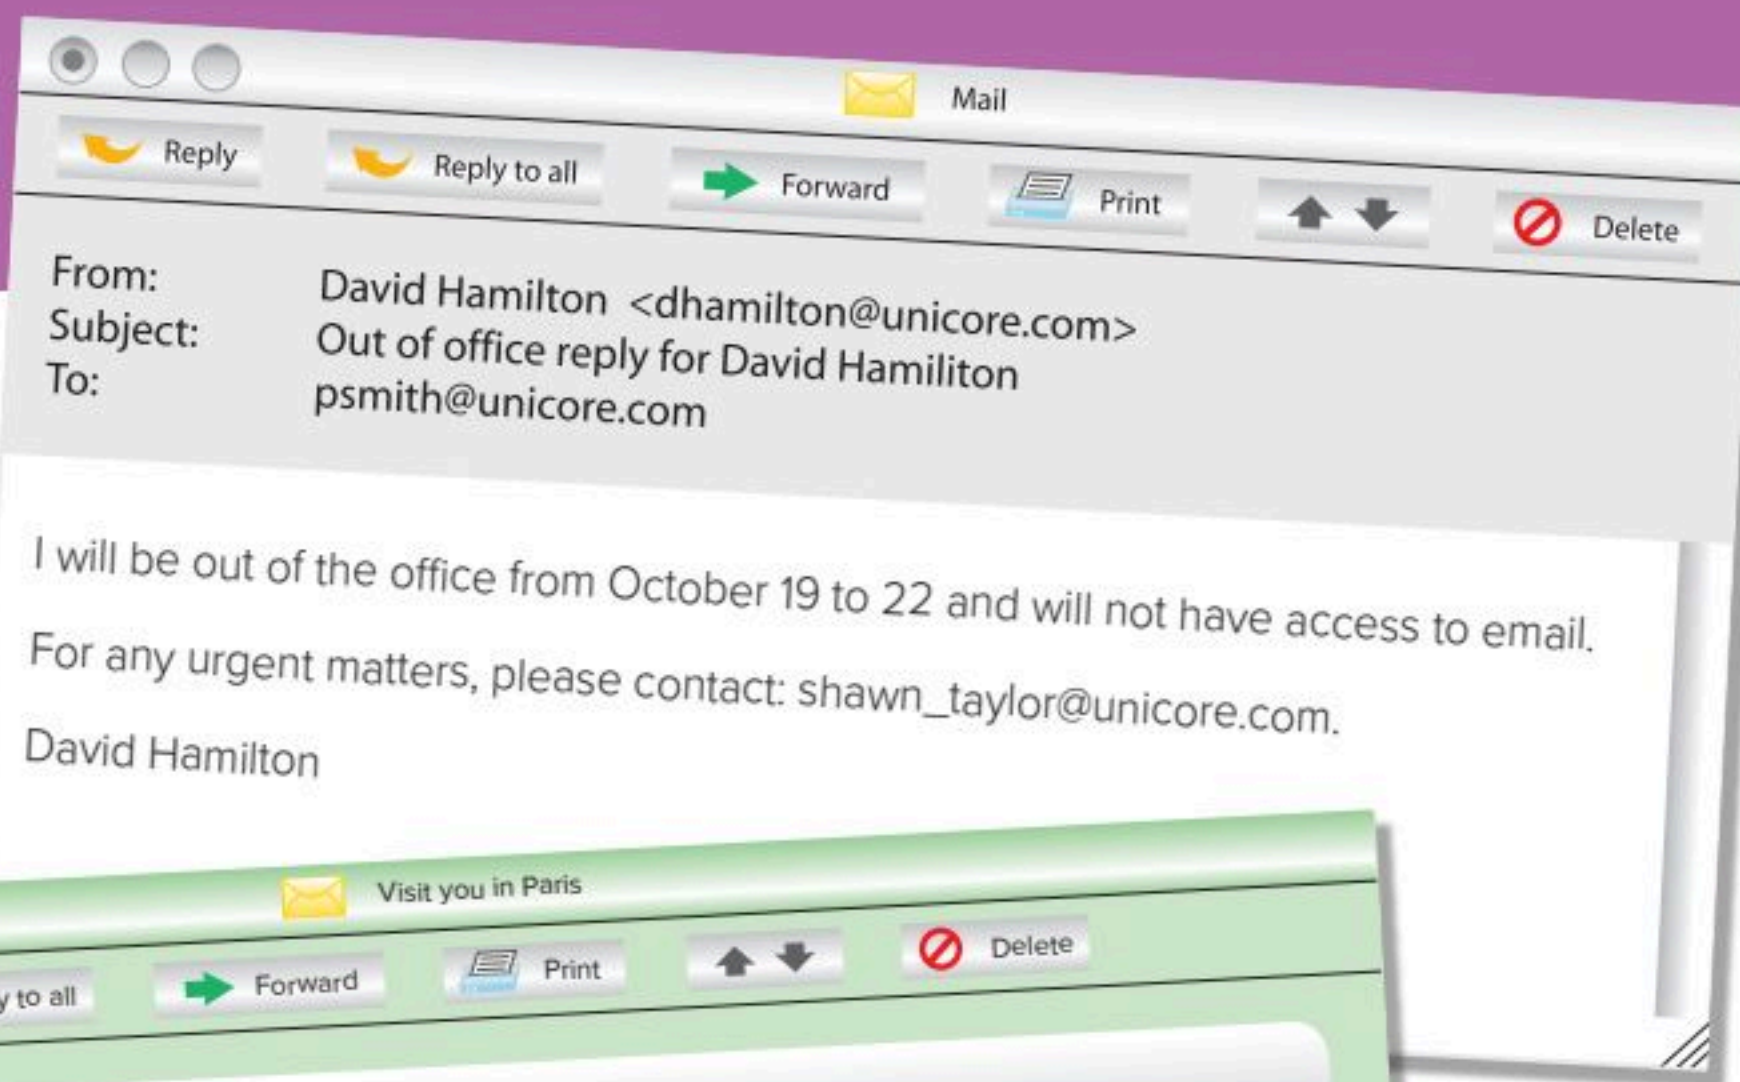 Mail
Reply Reply to all Forward Print Delete
From: David Hamilton <dhamilton@unicore.com>
Subject: Out of office reply for David Hamiliton
To: psmith@unicore.com
I will be out of the office from October 19 to 22 and will not have access to email.
For any urgent matters, please contact: shawn_taylor@unicore.com.
David Hamilton
Visit you in Paris
y to all Forward Print Delete